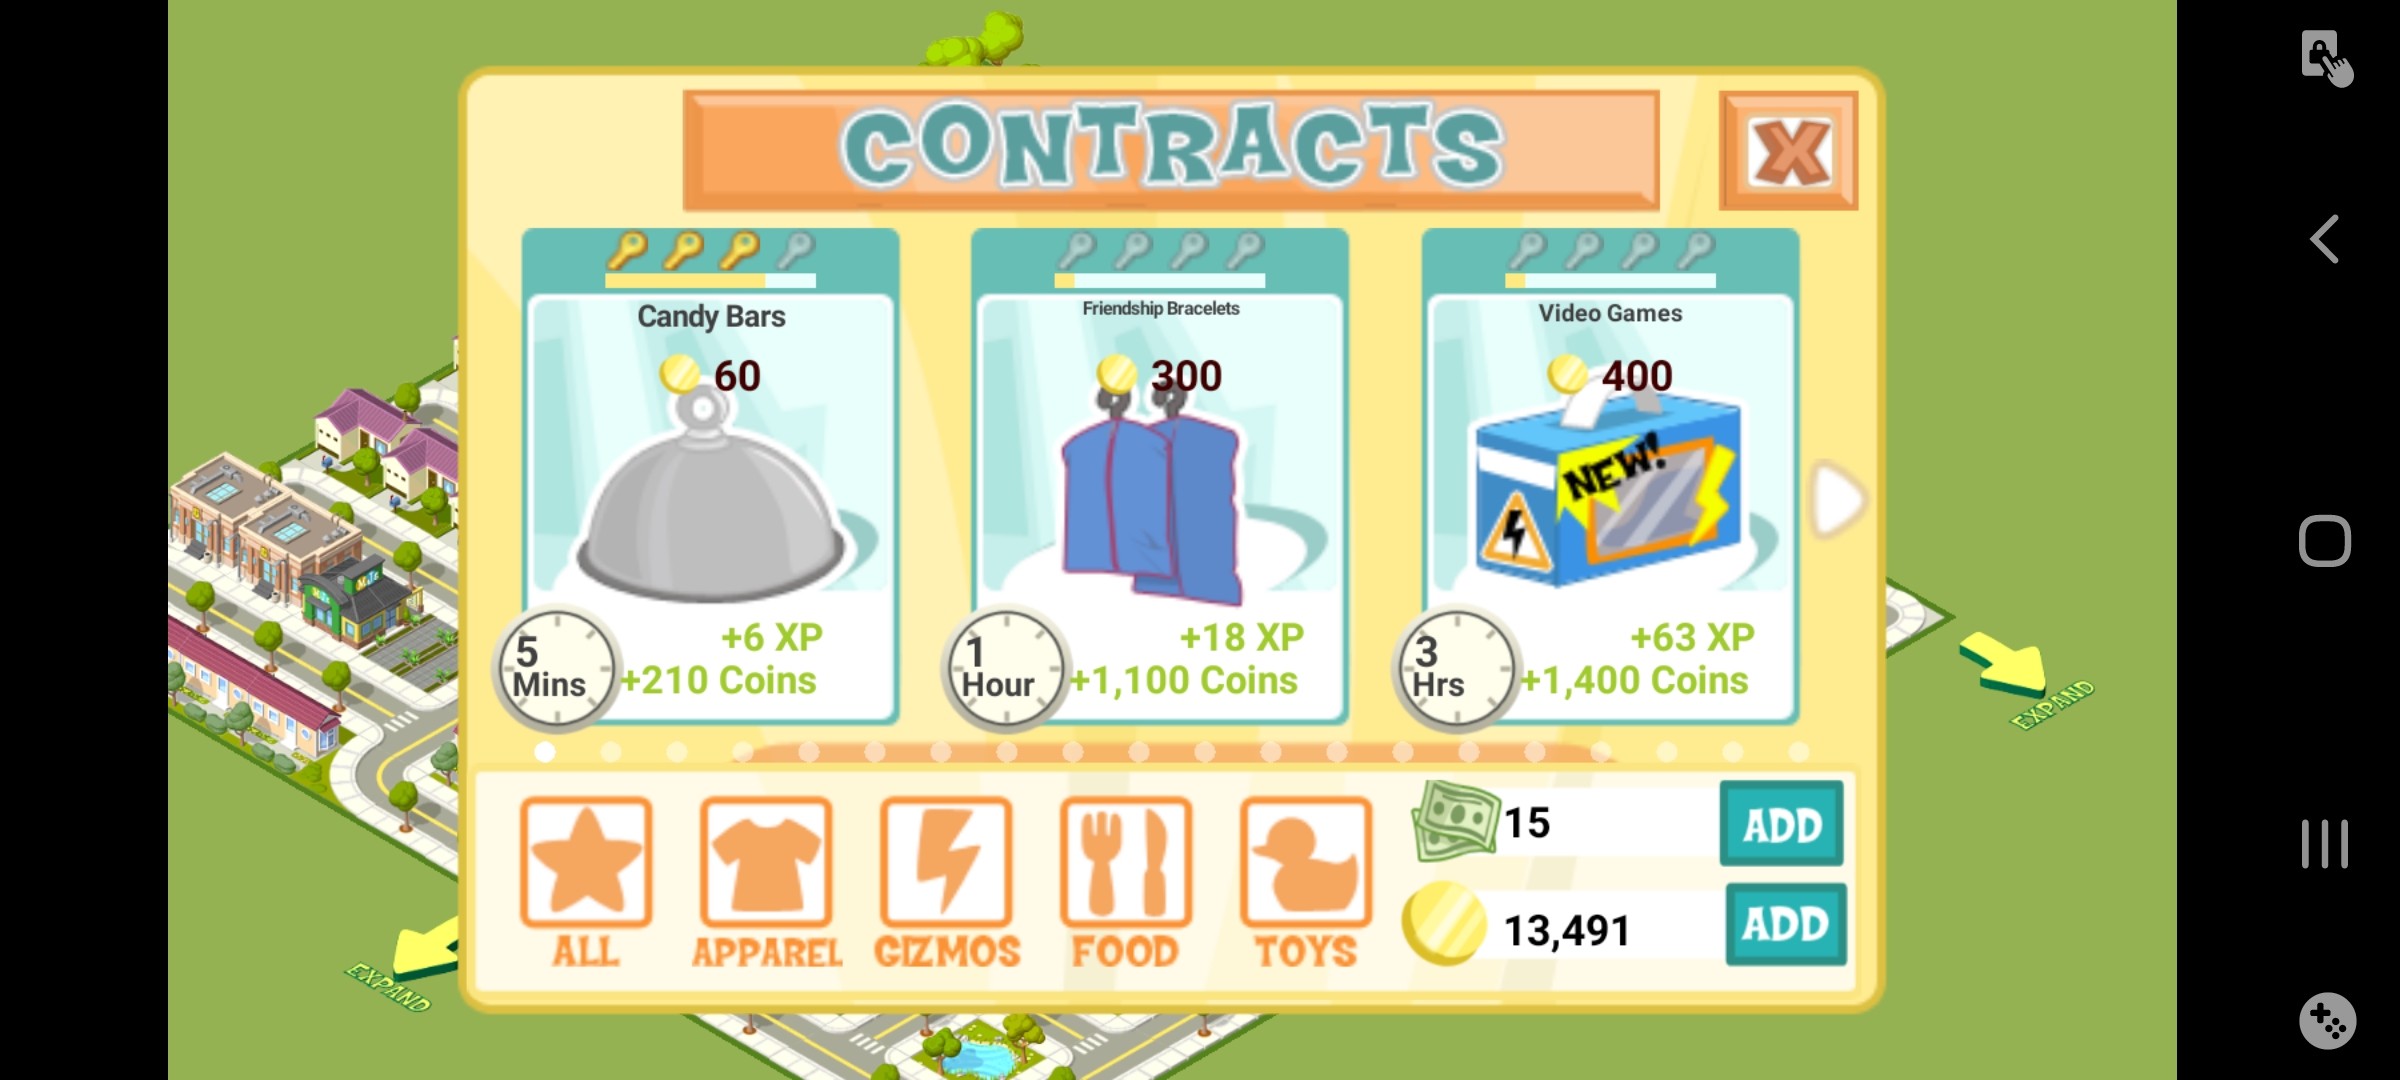 CONTRACTS
X
Candy Bars
60
5
Mins
+6 XP
+210 Coins
Friendship Bracelets
300
1
Hour
+18 XP
+1,100 Coins
Video Games
400
NEW!
3
Hrs
+63 XP
+1,400 Coins
ALL
APPAREL
GIZMOS
FOOD
TOYS
15
ADD
13,491
ADD
EXPAND
EXPAND